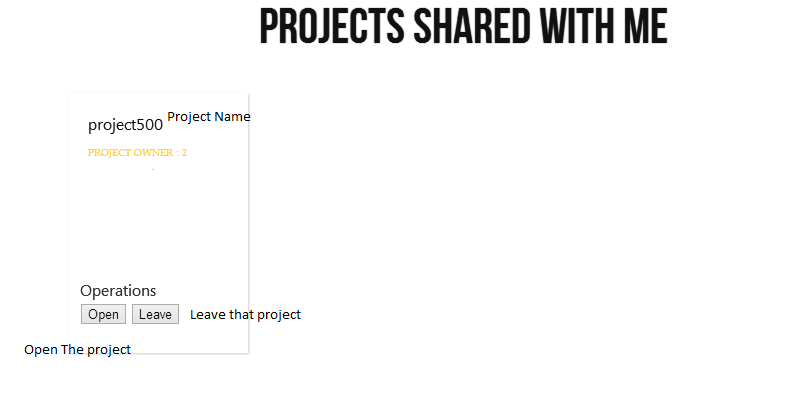 PROJECTS SHARED WITH ME
project500 Project Name
PROJECT OWNER : 2
Operations
Open Leave Leave that project
Open The project